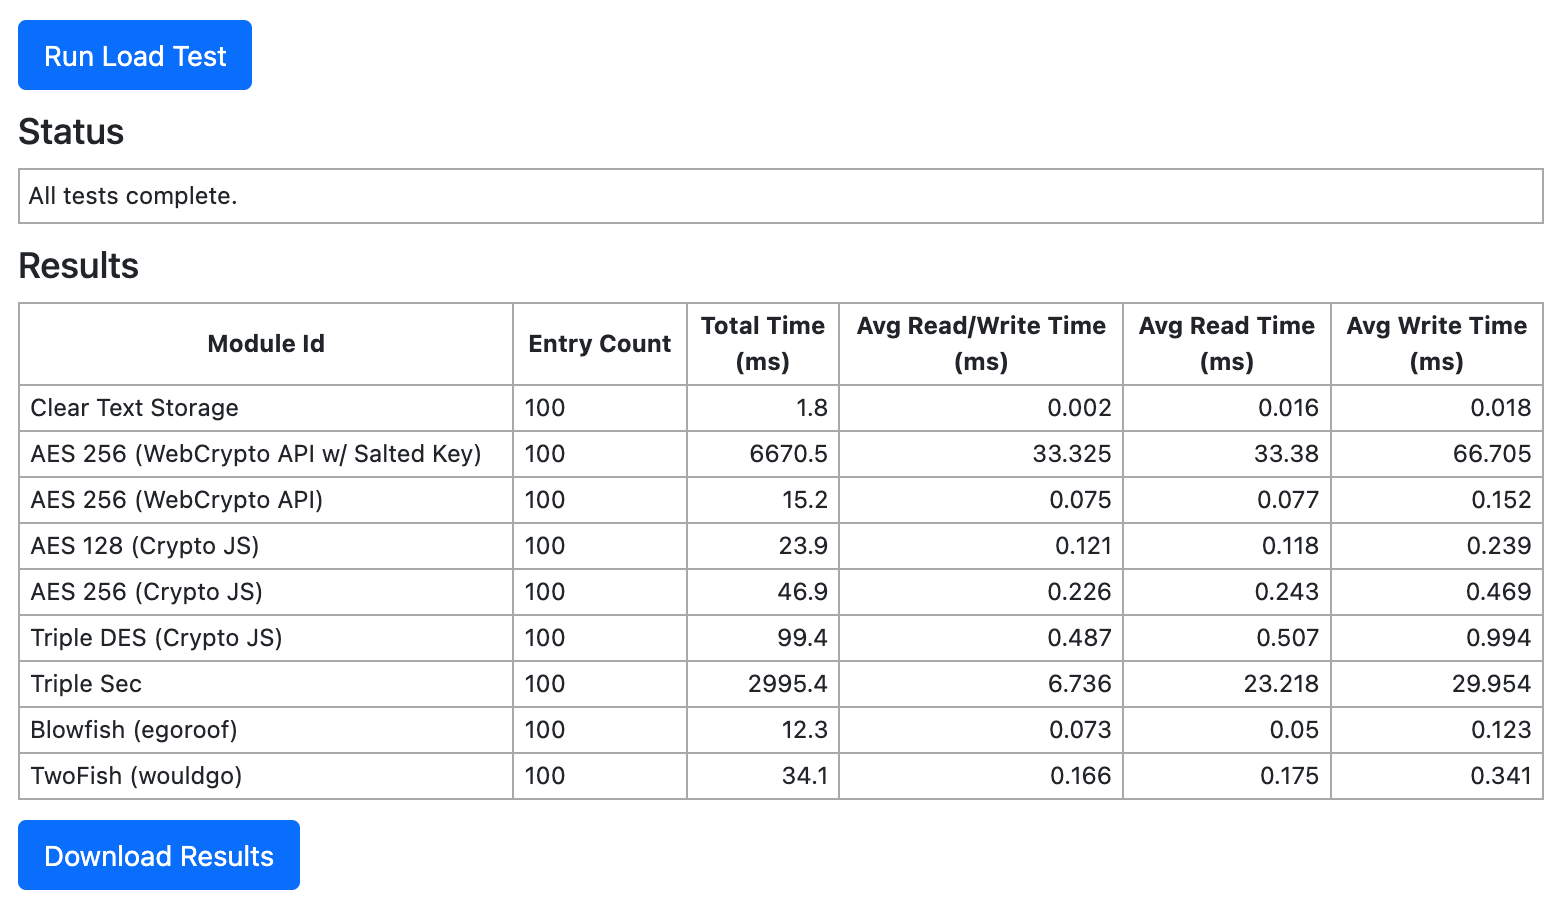 Run Load Test
Status
All tests complete.
Results
Module Id Entry Count Total Time (ms) Avg Read/Write Time (ms) Avg Read Time (ms) Avg Write Time (ms)
Clear Text Storage 100 1.8 0.002 0.016 0.018
AES 256 (WebCrypto API w/ Salted Key) 100 6670.5 33.325 33.38 66.705
AES 256 (WebCrypto API) 100 15.2 0.075 0.077 0.152
AES 128 (Crypto JS) 100 23.9 0.121 0.118 0.239
AES 256 (Crypto JS) 100 46.9 0.226 0.243 0.469
Triple DES (Crypto JS) 100 99.4 0.487 0.507 0.994
Triple Sec 100 2995.4 6.736 23.218 29.954
Blowfish (egoroof) 100 12.3 0.073 0.05 0.123
TwoFish (wouldgo) 100 34.1 0.166 0.175 0.341
Download Results